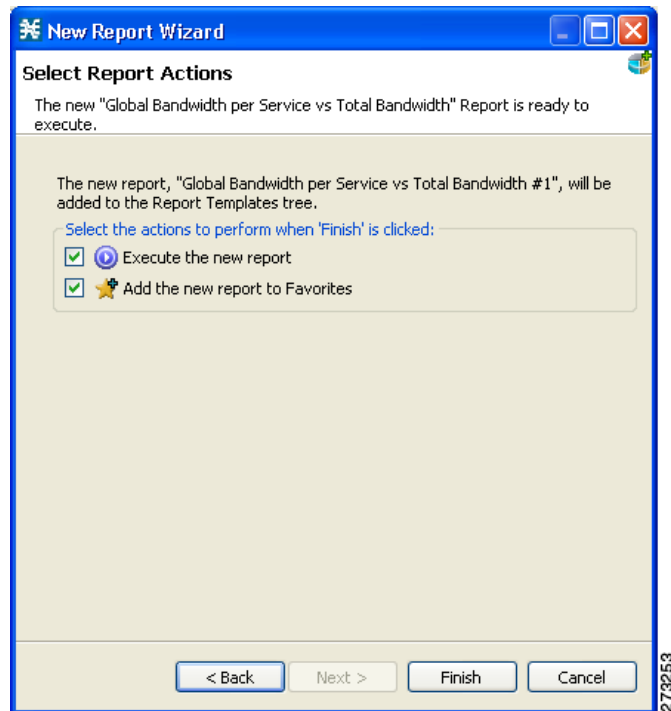 New Report Wizard
Select Report Actions
The new "Global Bandwidth per Service vs Total Bandwidth" Report is ready to
execute.
The new report, "Global Bandwidth per Service vs Total Bandwidth #1", will be
added to the Report Templates tree.
Select the actions to perform when 'Finish' is clicked:
Execute the new report
Add the new report to Favorites
< Back
Next >
Finish
Cancel
273253